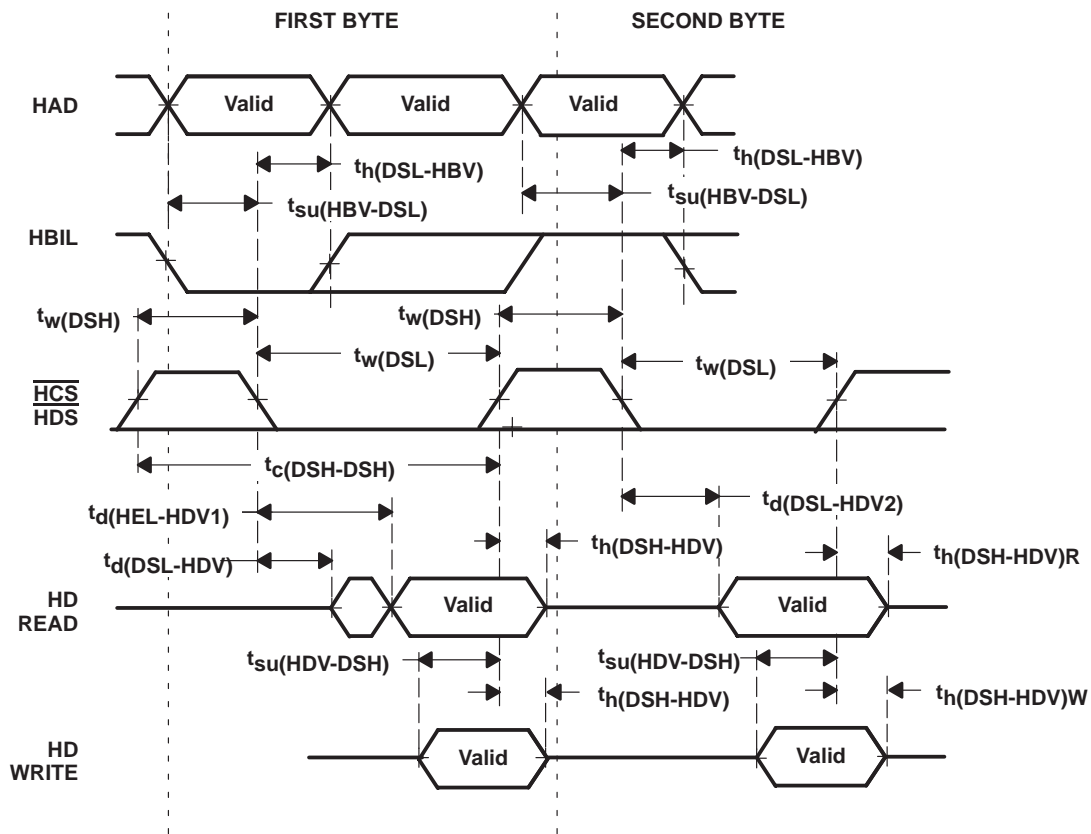 FIRST BYTE
SECOND BYTE
HAD
Valid
Valid
Valid
th(DSL-HBV)
th(DSL-HBV)
tsu(HBV-DSL)
tsu(HBV-DSL)
HBIL
tw(DSH)
tw(DSH)
tw(DSL)
tw(DSL)
HCS
HDS
tc(DSH-DSH)
td(HEL-HDV1)
td(DSL-HDV2)
th(DSH-HDV)
th(DSH-HDV)R
td(DSL-HDV)
HD
READ
Valid
Valid
tsu(HDV-DSH)
tsu(HDV-DSH)
th(DSH-HDV)
th(DSH-HDV)W
HD
WRITE
Valid
Valid